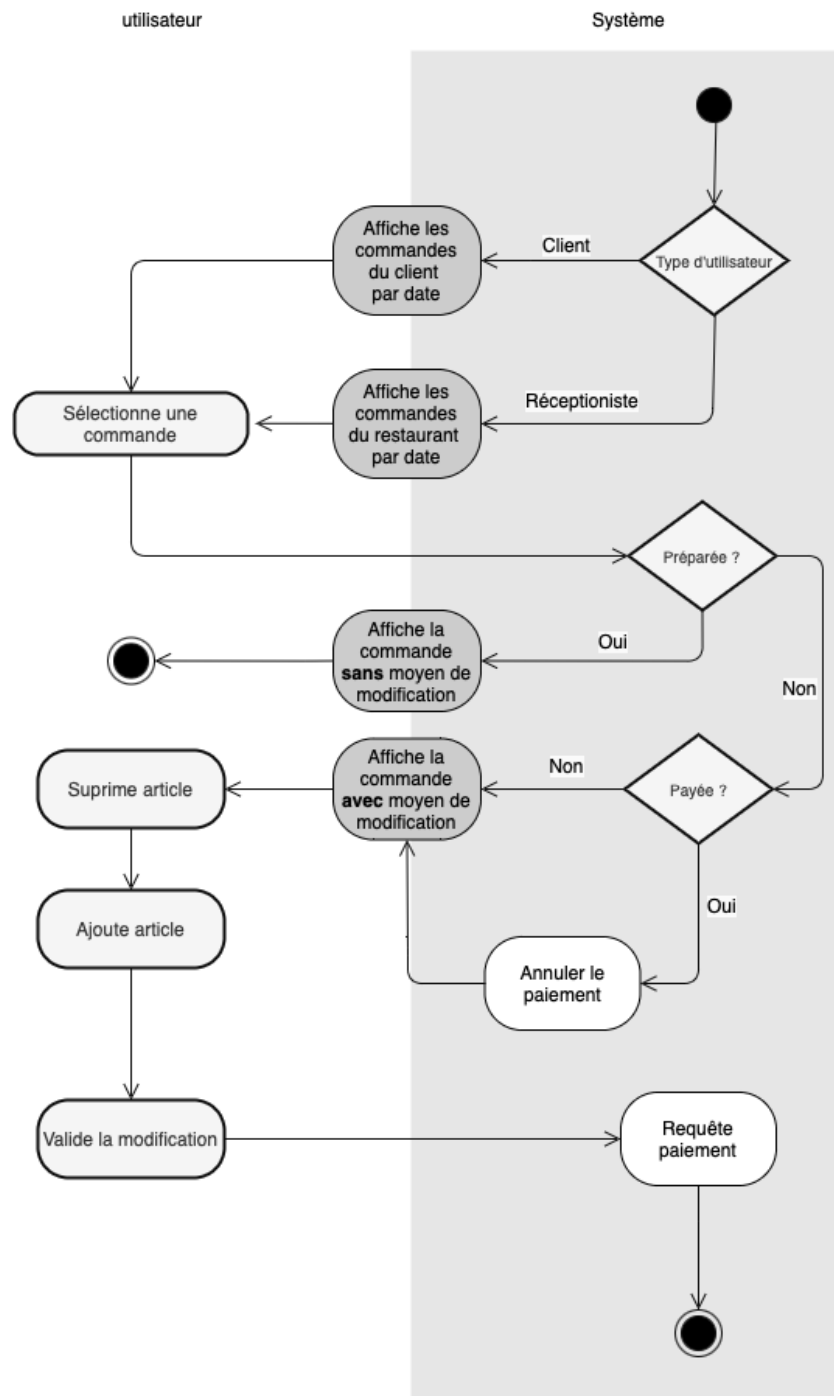 utilisateur
Système
Affiche les
commandes
du client
par date
Client
Type d'utilisateur
Sélectionne une
commande
Affiche les
commandes
du restaurant
par date
Réceptioniste
Préparée ?
Affiche la
commande
sans moyen de
modification
Oui
Non
Suprime article
Affiche la
commande
avec moyen de
modification
Non
Payée ?
Oui
Ajoute article
Annuler le
paiement
Valide la modification
Requête
paiement